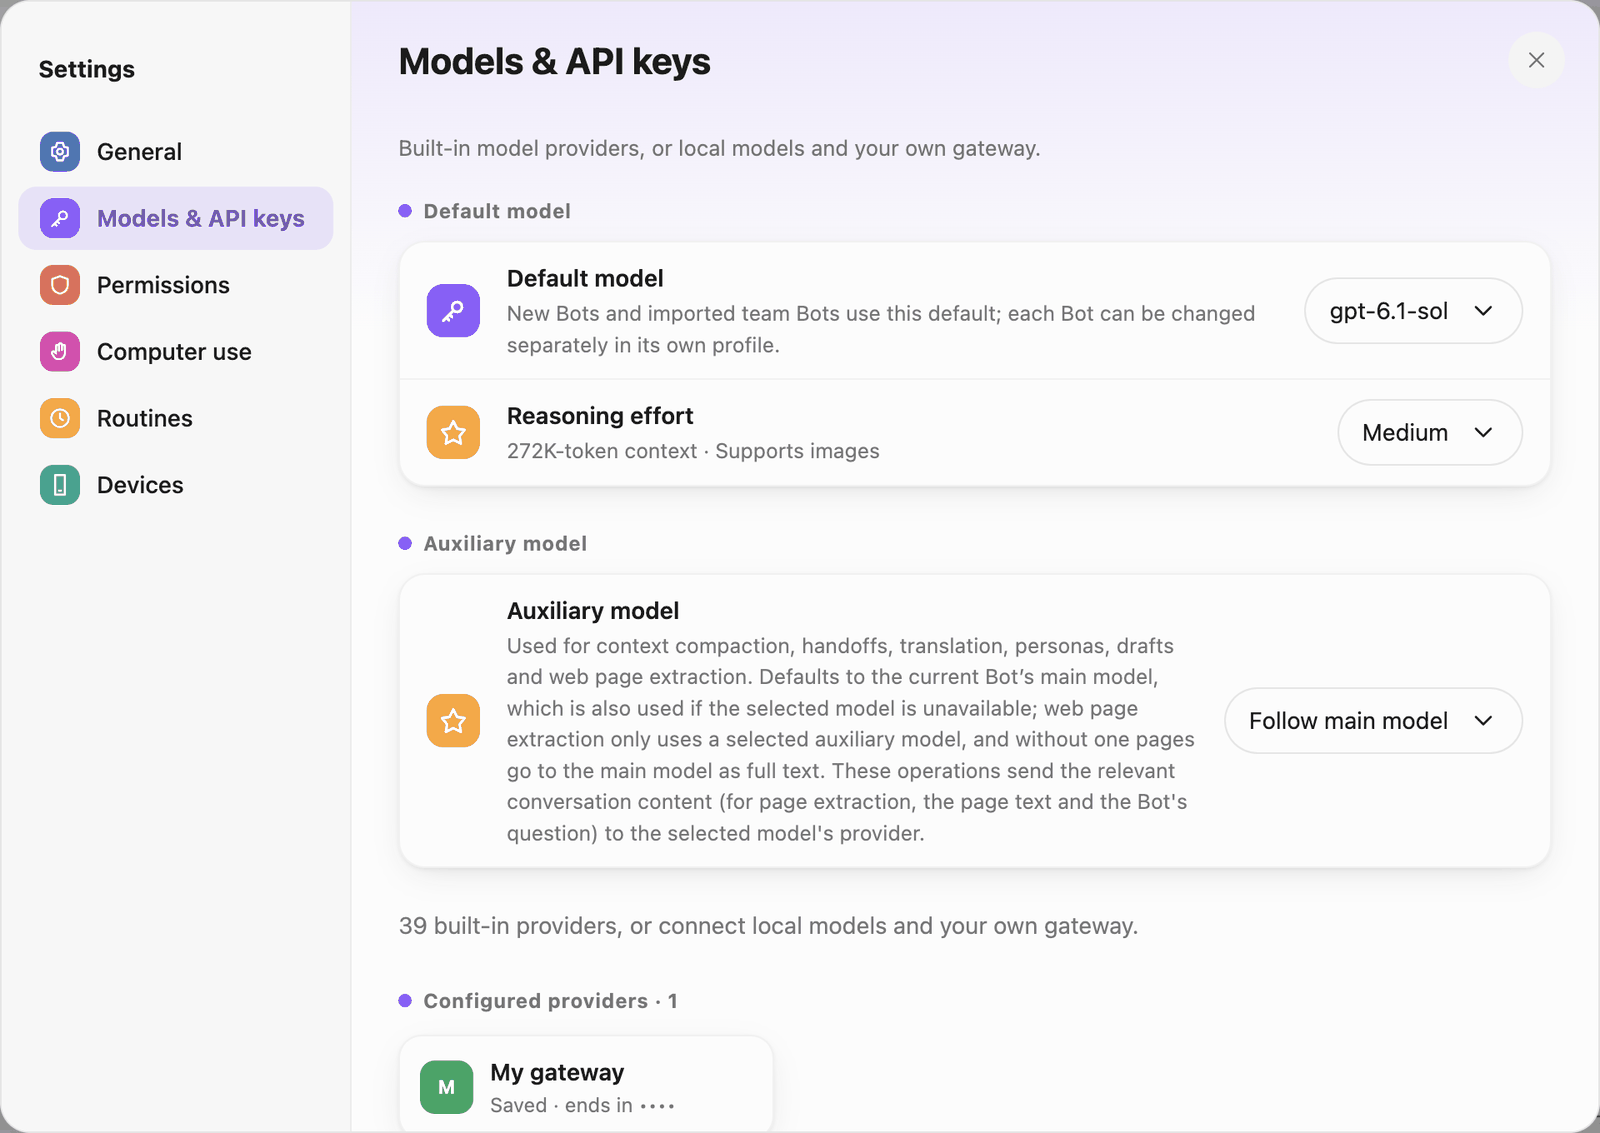 Settings
General
Models & API keys
Permissions
Computer use
Routines
Devices
Models & API keys
Built-in model providers, or local models and your own gateway.
Default model
Default model
New Bots and imported team Bots use this default; each Bot can be changed
separately in its own profile.
gpt-6.1-sol
Reasoning effort
272K-token context · Supports images
Medium
Auxiliary model
Auxiliary model
Used for context compaction, handoffs, translation, personas, drafts
and web page extraction. Defaults to the current Bot’s main model,
which is also used if the selected model is unavailable; web page
extraction only uses a selected auxiliary model, and without one pages
go to the main model as full text. These operations send the relevant
conversation content (for page extraction, the page text and the Bot's
question) to the selected model's provider.
Follow main model
39 built-in providers, or connect local models and your own gateway.
Configured providers · 1
M
My gateway
Saved · ends in ····